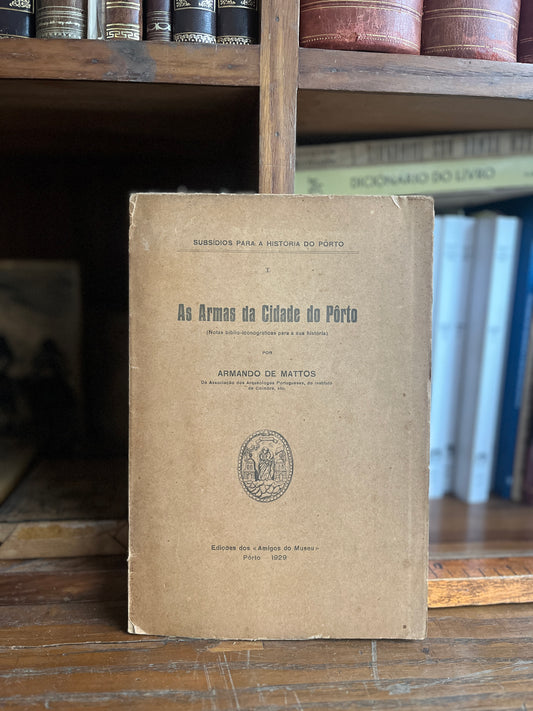 DICIONÁRIO DO LIVRO
SUBSÍDIOS PARA A HISTÓRIA DO PÔRTO
I
As Armas da Cidade do Pôrto
(Notas biblio-iconográficas para a sua história)
POR
ARMANDO DE MATTOS
Da Associação dos Arqueólogos Portugueses, do Instituto
de Coimbra, etc.
Edições dos «Amigos do Museu»
Pôrto - 1929